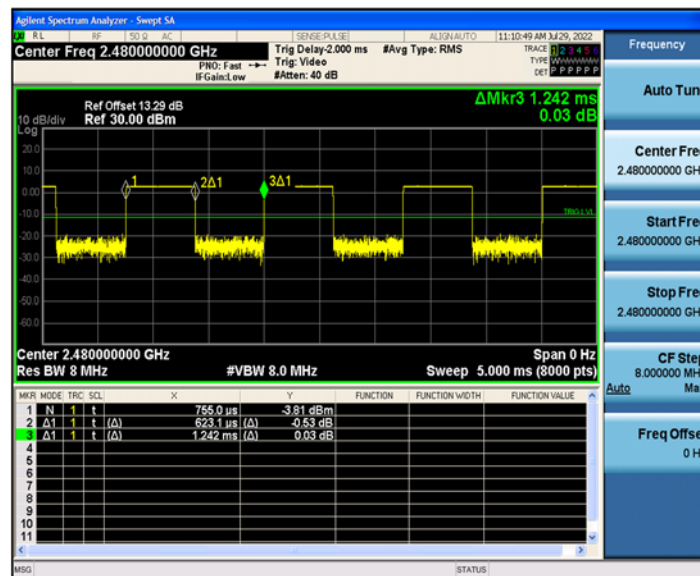 Agilent Spectrum Analyzer - Swept SA
RL RF 50 Ω AC SENSE:PULSE ALIGN AUTO 11:10:49 AM Jul 29, 2022
Center Freq 2.480000000 GHz
Trig Delay-2.000 ms #Avg Type: RMS TRACE 1 2 3 4 5 6
PNO: Fast Trig: Video TYPE
IFGain:Low #Atten: 40 dB DET P P P P P P
ΔMkr3 1.242 ms
0.03 dB
Ref Offset 13.29 dB
10 dB/div Ref 30.00 dBm
Log
20.0
10.0
0.00
-10.0
-20.0
-30.0
-40.0
-50.0
-60.0
1 2Δ1 3Δ1
TRIG LVL
Center 2.480000000 GHz Span 0 Hz
Res BW 8 MHz #VBW 8.0 MHz Sweep 5.000 ms (8000 pts)
MKR MODE TRC SCL X Y FUNCTION FUNCTION WIDTH FUNCTION VALUE
1 N 1 t 755.0 µs -3.81 dBm
2 Δ1 1 t (Δ) 623.1 µs (Δ) -0.53 dB
3 Δ1 1 t (Δ) 1.242 ms (Δ) 0.03 dB
4
5
6
7
8
9
10
11
MSG STATUS
Frequency
Auto Tun
Center Fre
2.480000000 GH
Start Fre
2.480000000 GH
Stop Fre
2.480000000 GH
CF Step
8.000000 MH
Auto Ma
Freq Offse
0 H